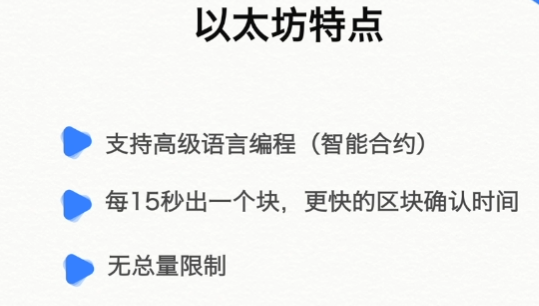 以太坊特点
支持高级语言编程（智能合约）
每15秒出一个块，更快的区块确认时间
无总量限制